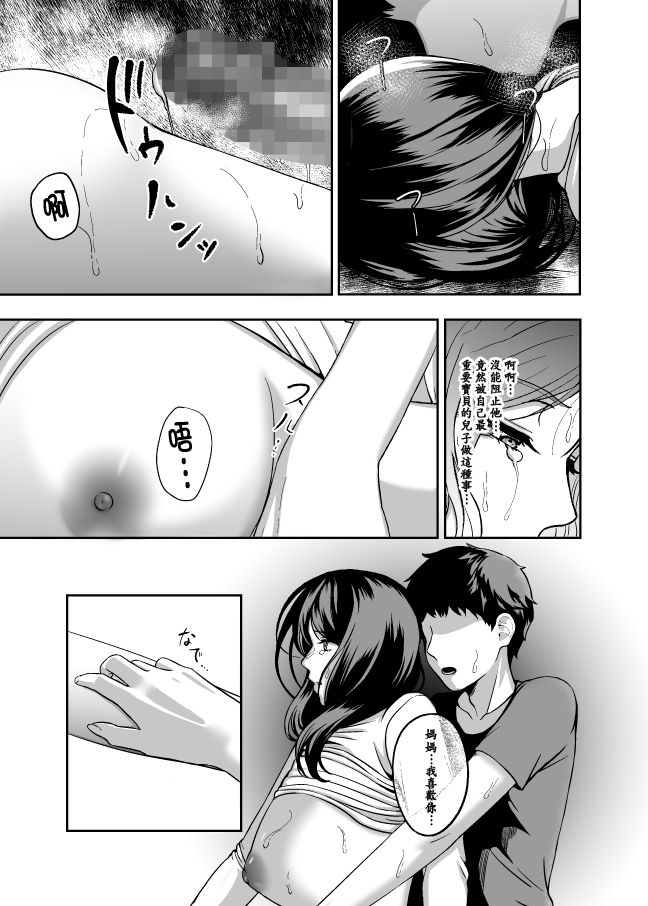 ドゥ
ハンッ
啊
啊啊…
沒能阻止他…
竟然被自己最
重要寶貝的兒子做這種事…
スル…
唔…
媽媽…我喜歡你…
なで…